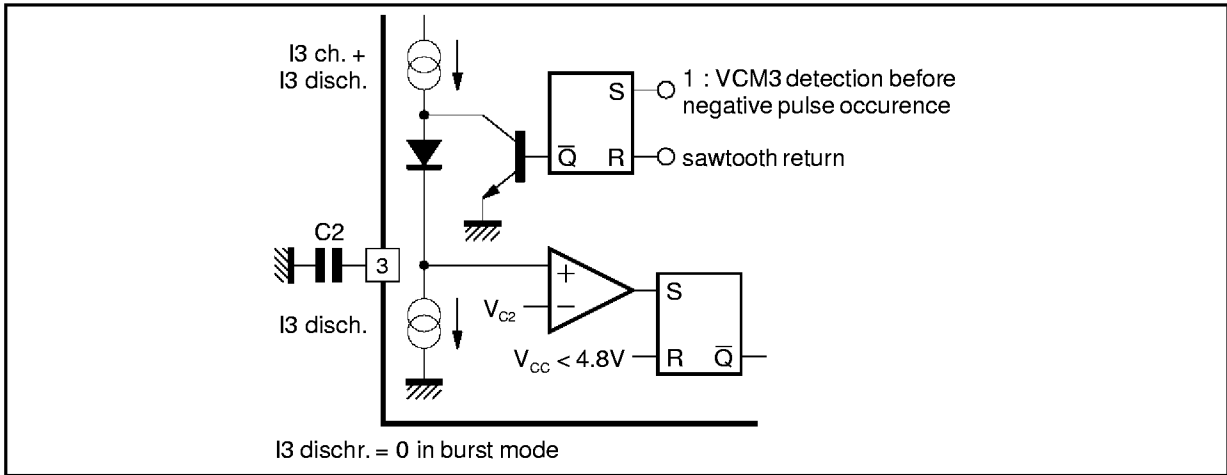 I3 ch. +
I3 disch.
S
1 : VCM3 detection before
negative pulse occurence
Q̅
R
sawtooth return
C2
3
+
−
V_C2
S
I3 disch.
V_CC < 4.8V
R
Q̅
I3 dischr. = 0 in burst mode